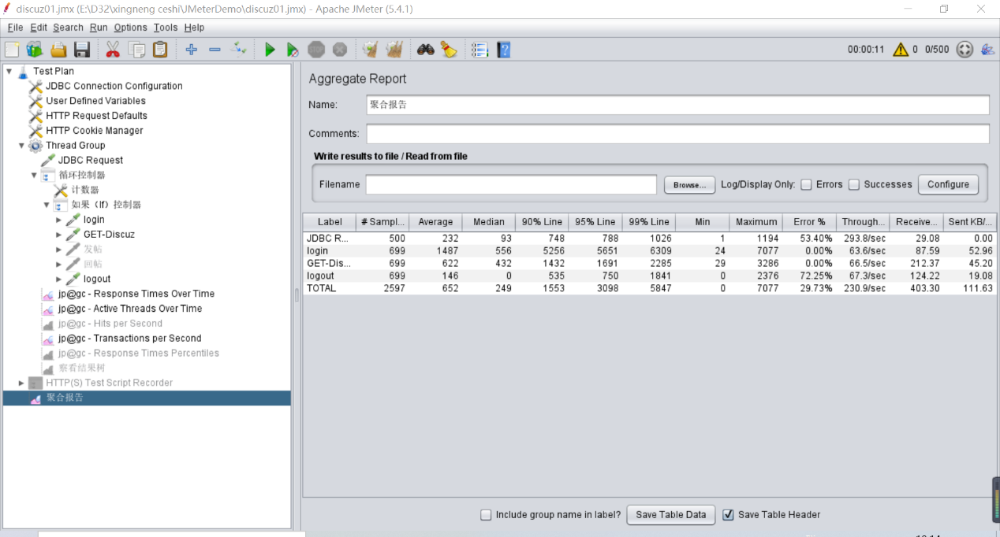 discuz01.jmx (E:\D32\xingneng ceshi\JMeterDemo\discuz01.jmx) - Apache JMeter (5.4.1)
File Edit Search Run Options Tools Help
00:00:11 0 0/500
Test Plan
JDBC Connection Configuration
User Defined Variables
HTTP Request Defaults
HTTP Cookie Manager
Thread Group
JDBC Request
循环控制器
计数器
如果（If）控制器
login
GET-Discuz
发帖
回帖
logout
jp@gc - Response Times Over Time
jp@gc - Active Threads Over Time
jp@gc - Hits per Second
jp@gc - Transactions per Second
jp@gc - Response Times Percentiles
察看结果树
HTTP(S) Test Script Recorder
聚合报告
Aggregate Report
Name: 聚合报告
Comments:
Write results to file / Read from file
Filename Browse... Log/Display Only: Errors Successes Configure
Label # Sampl... Average Median 90% Line 95% Line 99% Line Min Maximum Error % Through... Receive... Sent KB/...
JDBC R... 500 232 93 748 788 1026 1 1194 53.40% 293.8/sec 29.08 0.00
login 699 1487 556 5256 5651 6309 24 7077 0.00% 63.6/sec 87.59 52.96
GET-Dis... 699 622 432 1432 1691 2285 29 3286 0.00% 66.5/sec 212.37 45.20
logout 699 146 0 535 750 1841 0 2376 72.25% 67.3/sec 124.22 19.08
TOTAL 2597 652 249 1553 3098 5847 0 7077 29.73% 230.9/sec 403.30 111.63
Include group name in label? Save Table Data Save Table Header